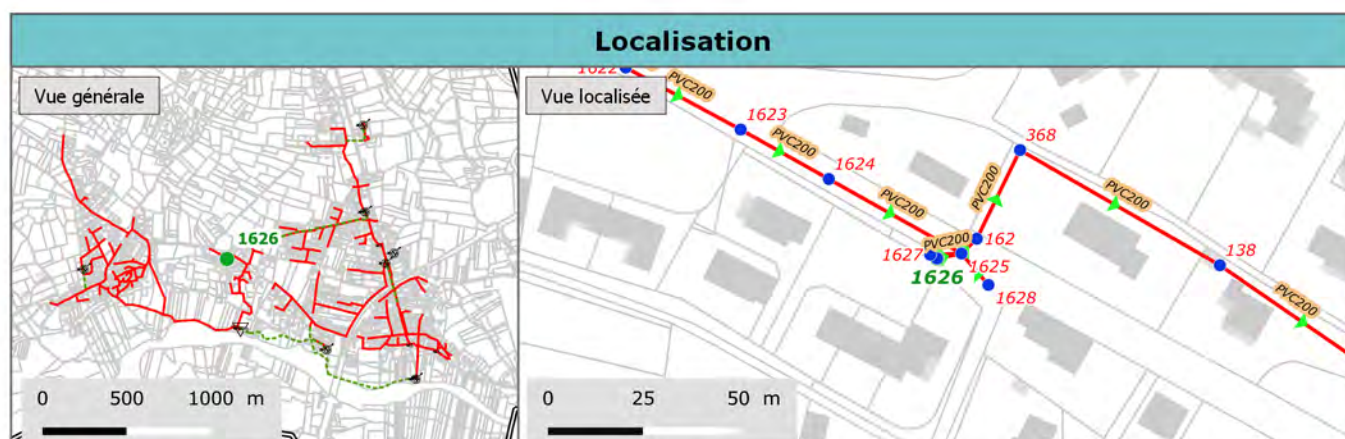 Localisation
Vue générale
1626
0 500 1000 m
Vue localisée
1622
PVC200
1623
PVC200
1624
PVC200
368
PVC200
PVC200
162
PVC200
1627
1626
1625
1628
138
PVC200
0 25 50 m